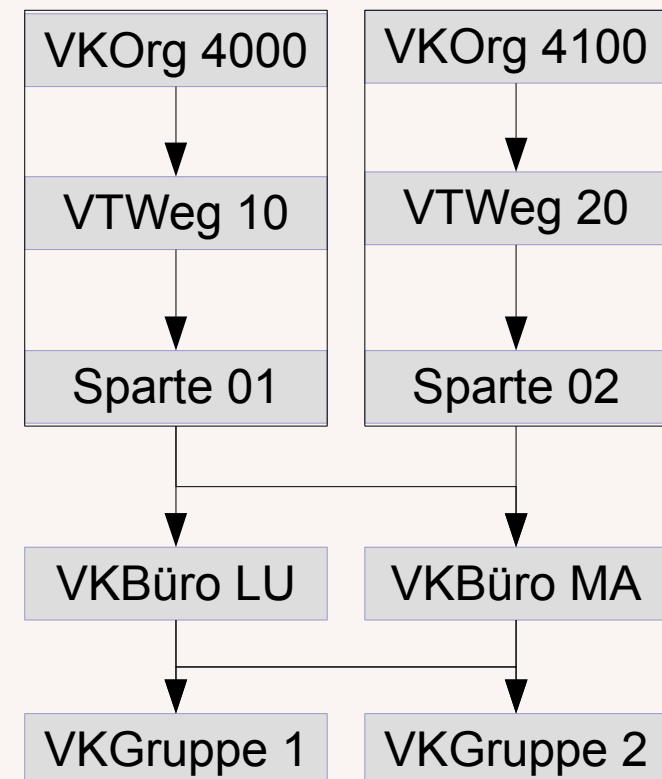 VKOrg 4000
VKOrg 4100
VTWeg 10
VTWeg 20
Sparte 01
Sparte 02
VKBüro LU
VKBüro MA
VKGruppe 1
VKGruppe 2